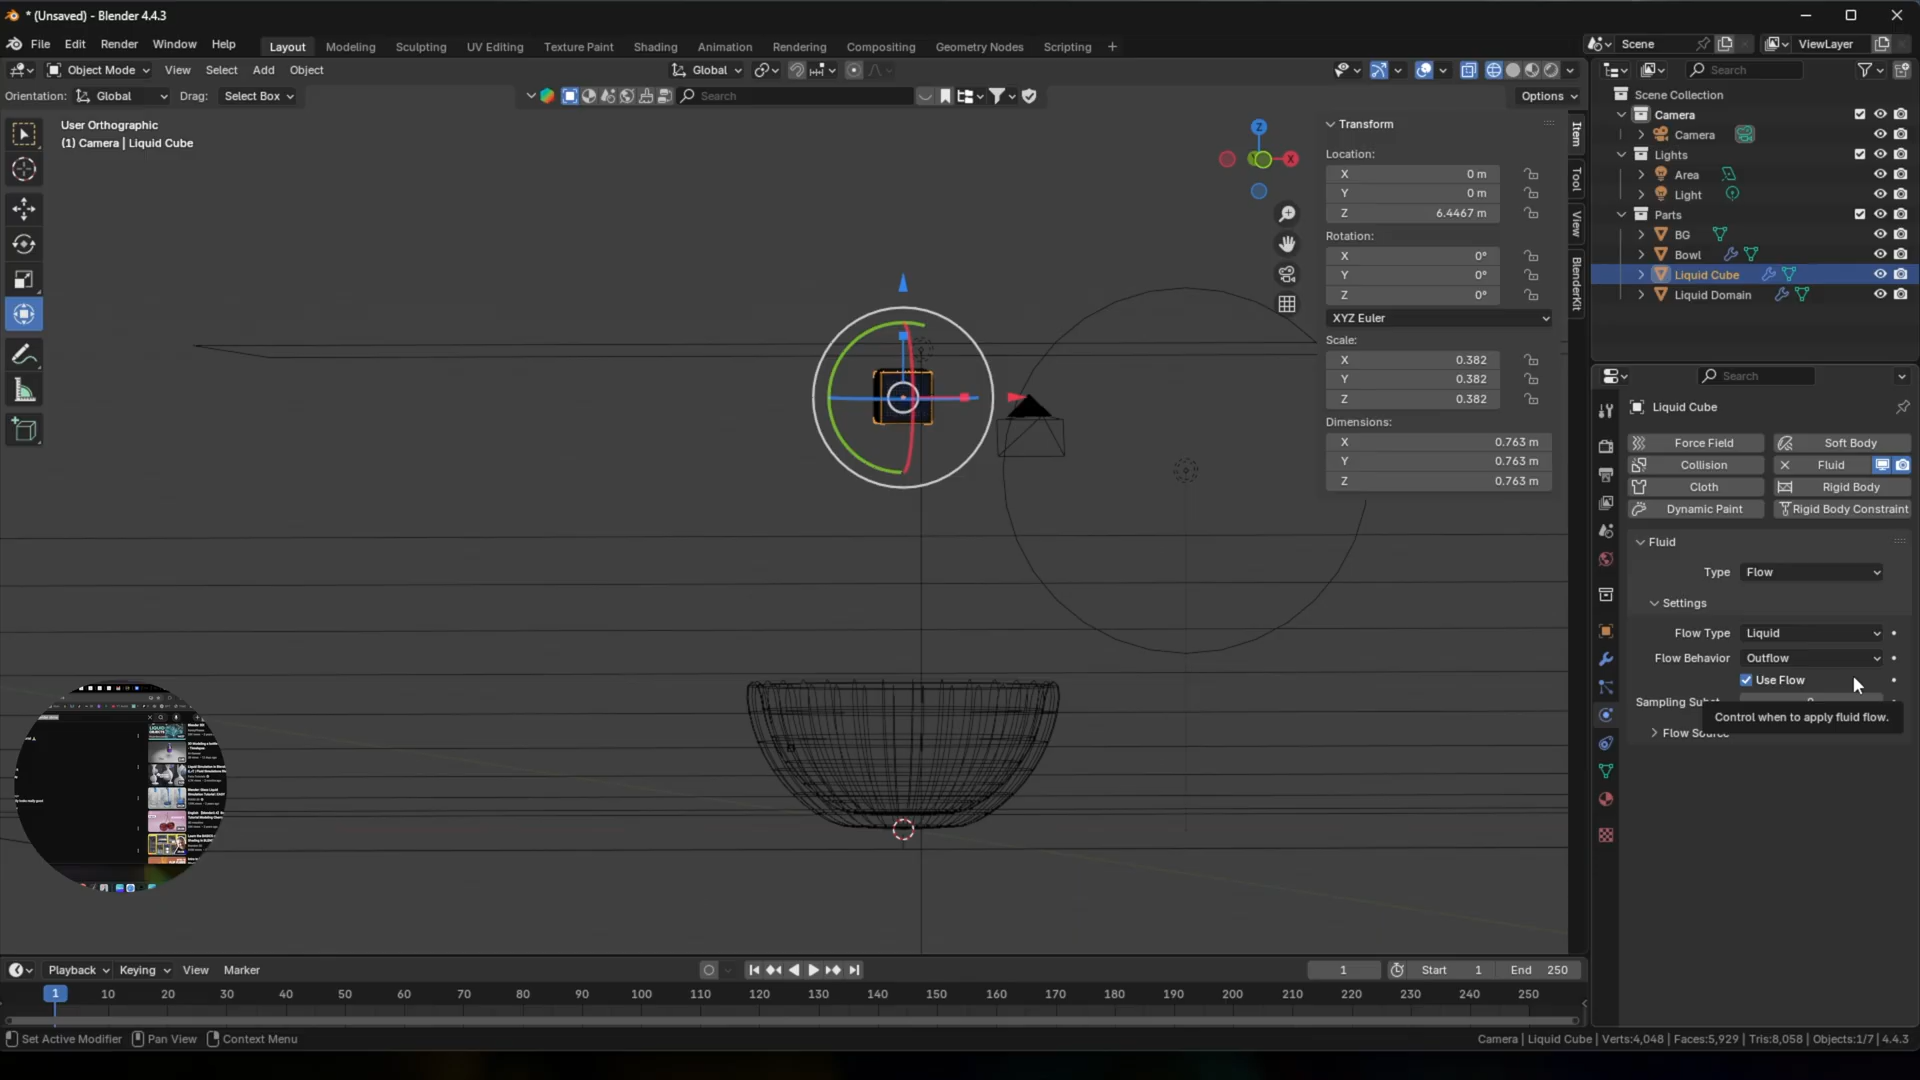 * (Unsaved) - Blender 4.4.3
File Edit Render Window Help
Layout Modeling Sculpting UV Editing Texture Paint Shading Animation Rendering Compositing Geometry Nodes Scripting +
Scene
ViewLayer
Object Mode View Select Add Object
Global
Search
Orientation: Global Drag: Select Box
Search
Options
User Orthographic
(1) Camera | Liquid Cube
Z
X
Transform
Location:
X 0 m
Y 0 m
Z 6.4467 m
Rotation:
X 0°
Y 0°
Z 0°
XYZ Euler
Scale:
X 0.382
Y 0.382
Z 0.382
Dimensions:
X 0.763 m
Y 0.763 m
Z 0.763 m
Item
Tool
View
BlenderKit
Scene Collection
Camera
Camera
Lights
Area
Light
Parts
BG
Bowl
Liquid Cube
Liquid Domain
Search
Liquid Cube
Force Field Soft Body
Collision Fluid
Cloth Rigid Body
Dynamic Paint Rigid Body Constraint
Fluid
Type Flow
Settings
Flow Type Liquid
Flow Behavior Outflow
Use Flow
Sampling
Control when to apply fluid flow.
Flow Source
Playback Keying View Marker
1
Start 1
End 250
1 10 20 30 40 50 60 70 80 90 100 110 120 130 140 150 160 170 180 190 200 210 220 230 240 250
Set Active Modifier Pan View Context Menu
Camera | Liquid Cube | Verts:4,048 | Faces:5,929 | Tris:8,058 | Objects:1/7 | 4.4.3